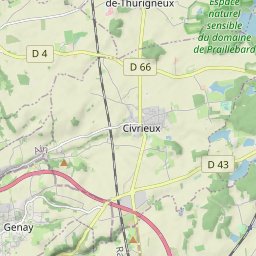 de-Thurigneux
Espace
naturel
sensible
du domaine
de Praillebard
D 4
D 66
Civrieux
D 43
Genay